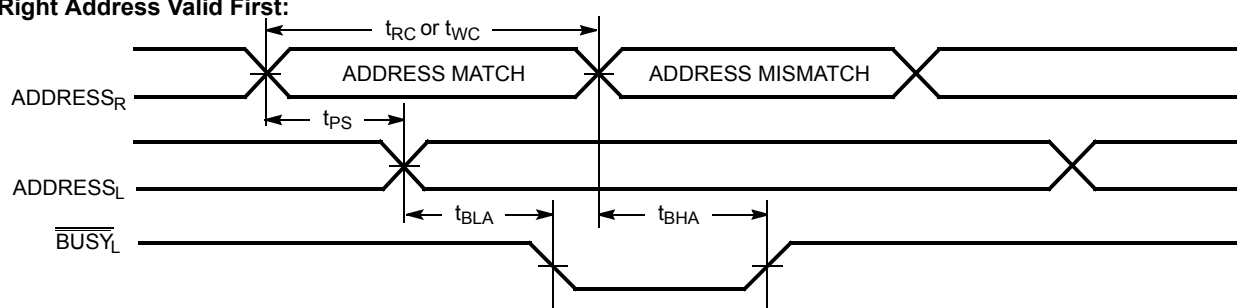 Right Address Valid First:
tRC or tWC
ADDRESS MATCH
ADDRESS MISMATCH
ADDRESSR
tPS
ADDRESSL
tBLA
tBHA
BUSYL